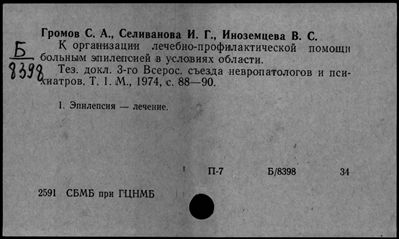 Громов С. А., Селиванова И. Г., Иноземцева В. С.
Б
8398
К организации лечебно-профилактической помощи
больным эпилепсией в условиях области.
Тез. докл. 3-го Всерос. съезда невропатологов и пси-
хиатров. Т. 1. М., 1974, с. 88—90.
1. Эпилепсия — лечение.
П-7 Б/8398 34
2591 СБМБ при ГЦНМБ